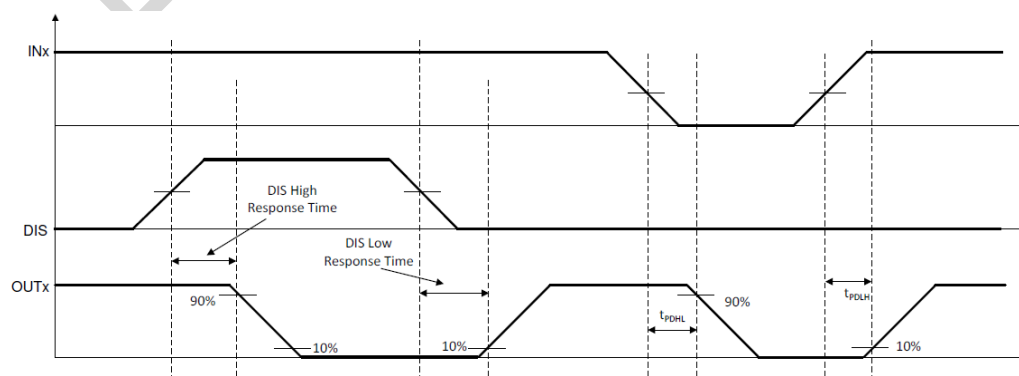 INx
DIS High
Response Time
DIS
DIS Low
Response Time
OUTx
90%
10%
10%
tPDHL
90%
tPDLH
10%